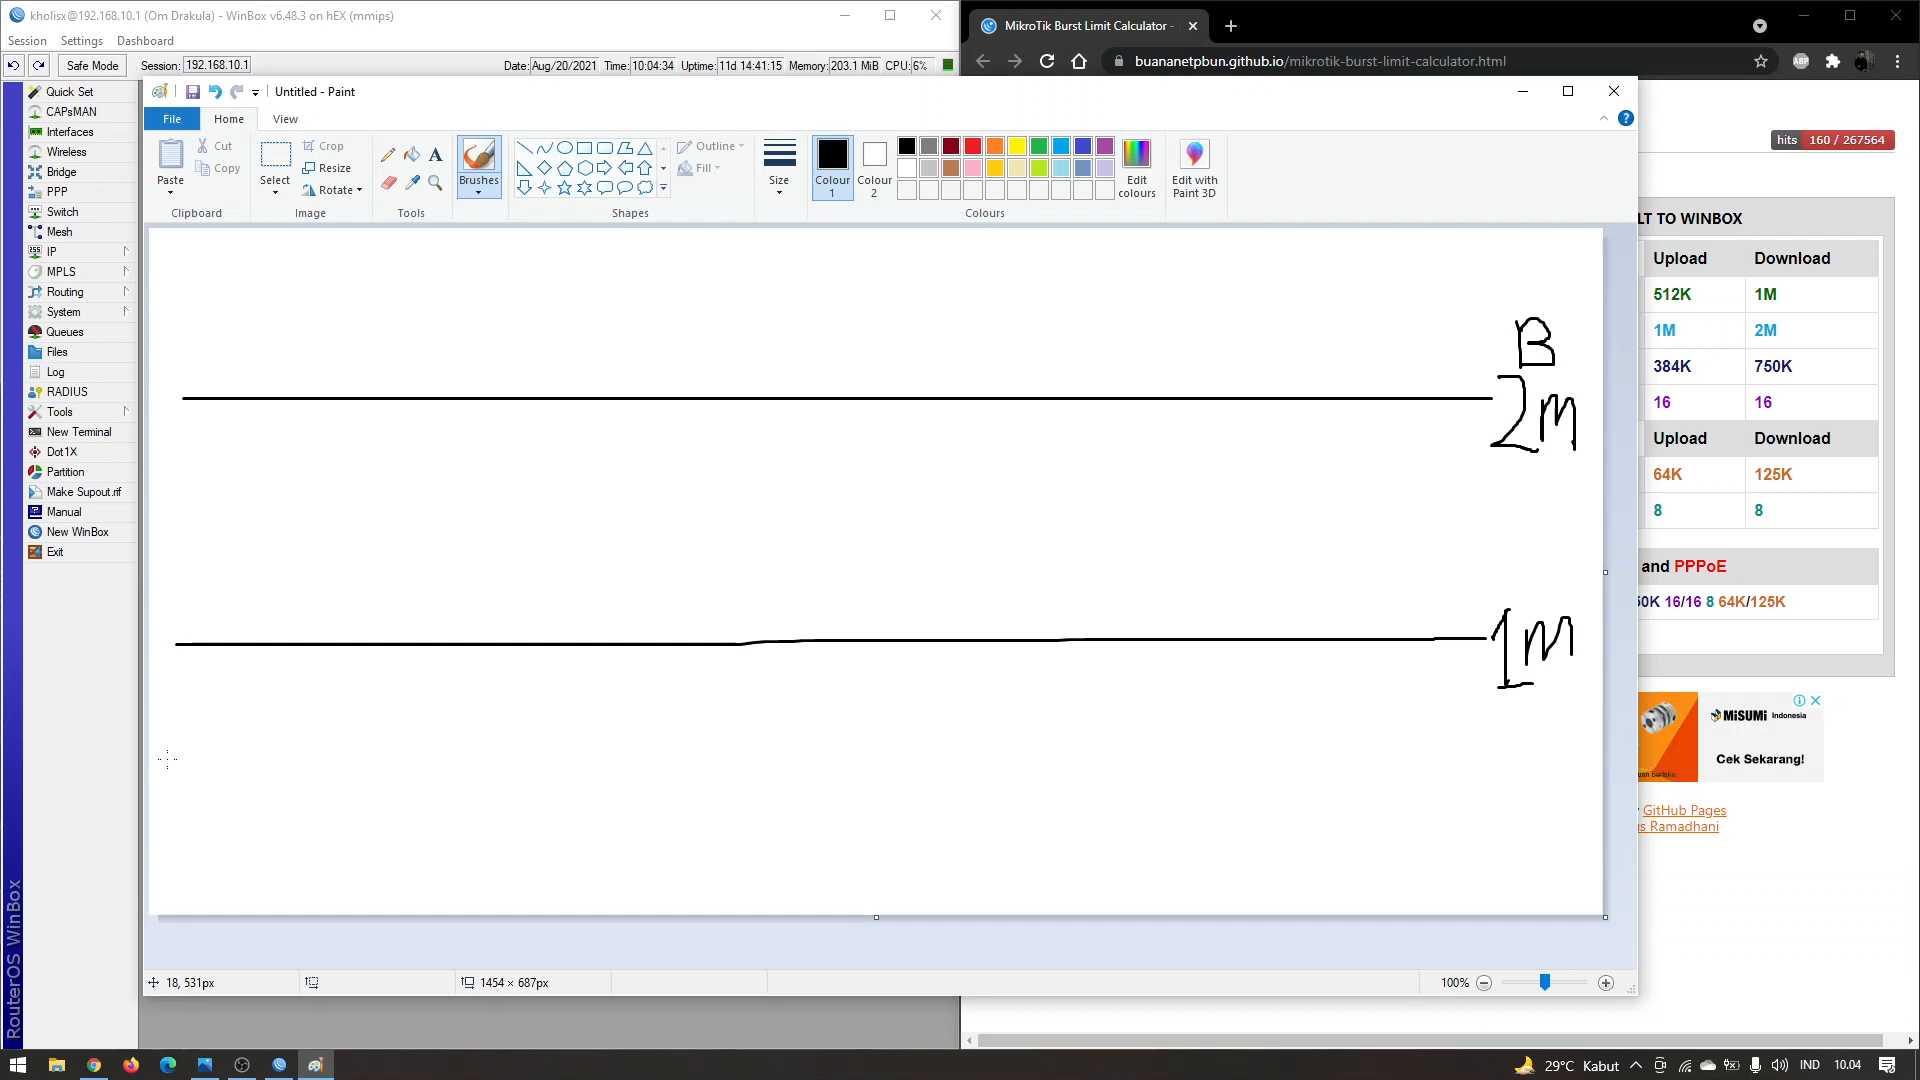 kholisx@192.168.10.1 (Om Drakula) - WinBox v6.48.3 on hEX (mmips)
Session Settings Dashboard
Safe Mode Session: 192.168.10.1 Date: Aug/20/2021 Time: 10:04:34 Uptime: 11d 14:41:15 Memory: 203.1 MiB CPU: 6%
MikroTik Burst Limit Calculator -
buananetpbun.github.io/mikrotik-burst-limit-calculator.html
ABP
Quick Set
CAPsMAN
Interfaces
Wireless
Bridge
PPP
Switch
Mesh
IP
MPLS
Routing
System
Queues
Files
Log
RADIUS
Tools
New Terminal
Dot1X
Partition
Make Supout.rif
Manual
New WinBox
Exit
RouterOS WinBox
Untitled - Paint
File Home View
Paste
Cut
Copy
Clipboard
Select
Crop
Resize
Rotate
Image
A
Tools
Brushes
Outline
Fill
Shapes
Size
Colour 1
Colour 2
Edit colours
Colours
Edit with Paint 3D
B
2M
1M
18, 531px
1454 × 687px
100%
hits 160 / 267564
LT TO WINBOX
Upload Download
512K 1M
1M 2M
384K 750K
16 16
Upload Download
64K 125K
8 8
and PPPoE
50K 16/16 8 64K/125K
MiSUMi Indonesia
Cek Sekarang!
GitHub Pages
s Ramadhani
29°C Kabut
IND 10.04